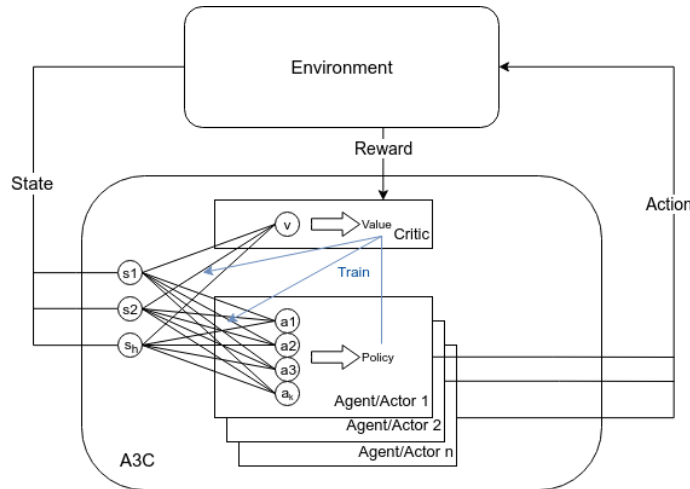 Environment
Reward
State
Action
v
Value
Critic
s1
Train
s2
a1
sh
a2
Policy
a3
ak
Agent/Actor 1
Agent/Actor 2
Agent/Actor n
A3C